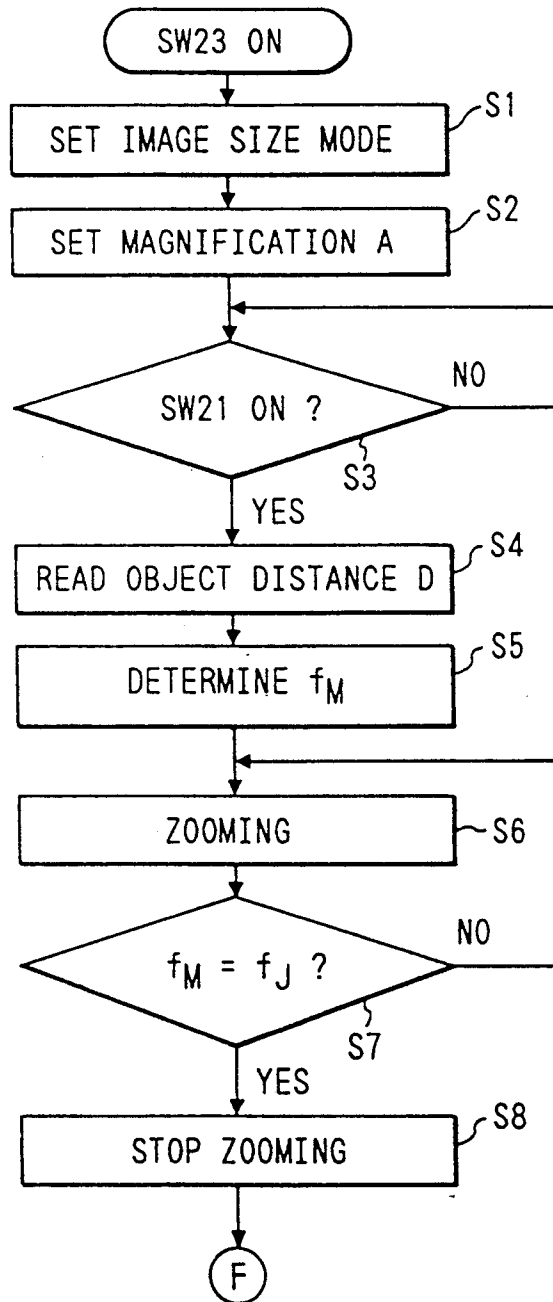 SW23 ON
S1
SET IMAGE SIZE MODE
S2
SET MAGNIFICATION A
NO
SW21 ON ?
S3
YES
S4
READ OBJECT DISTANCE D
S5
DETERMINE fM
ZOOMING
S6
NO
fM = fJ ?
S7
YES
S8
STOP ZOOMING
F